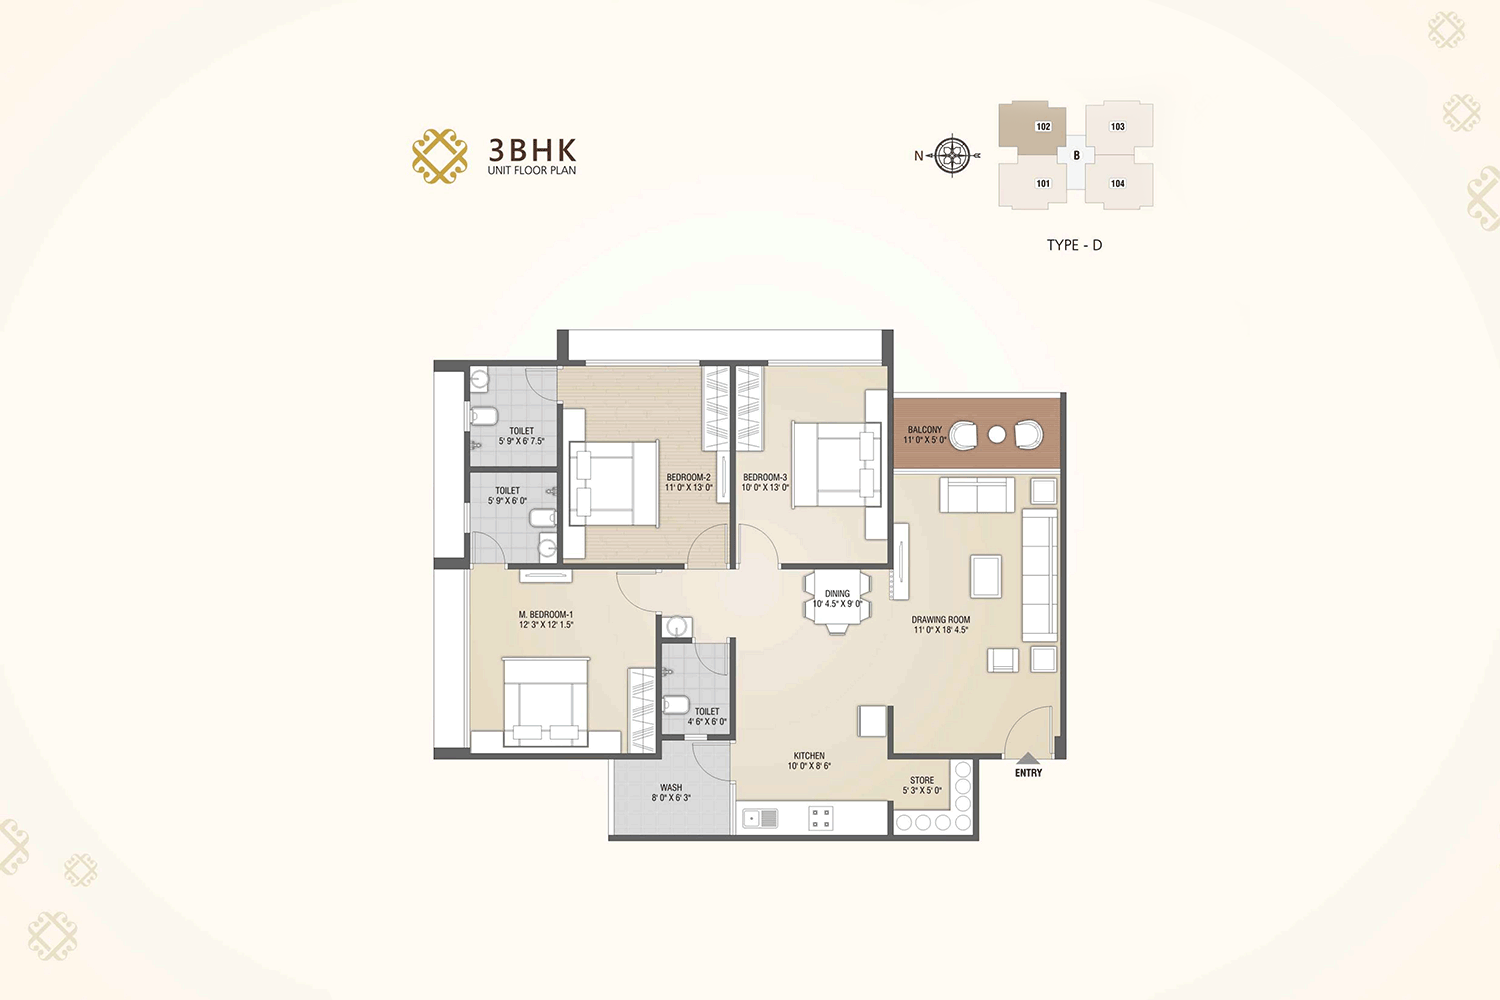 3BHK
UNIT FLOOR PLAN
N
102
103
B
101
104
TYPE - D
TOILET
5' 9" X 6' 7.5"
BALCONY
11' 0" X 5' 0"
BEDROOM-2
11' 0" X 13' 0"
BEDROOM-3
10' 0" X 13' 0"
TOILET
5' 9" X 6' 0"
M. BEDROOM-1
12' 3" X 12' 1.5"
DINING
10' 4.5" X 9' 0"
DRAWING ROOM
11' 0" X 18' 4.5"
TOILET
4' 6" X 6' 0"
KITCHEN
10' 0" X 8' 6"
ENTRY
WASH
8' 0" X 6' 3"
STORE
5' 3" X 5' 0"